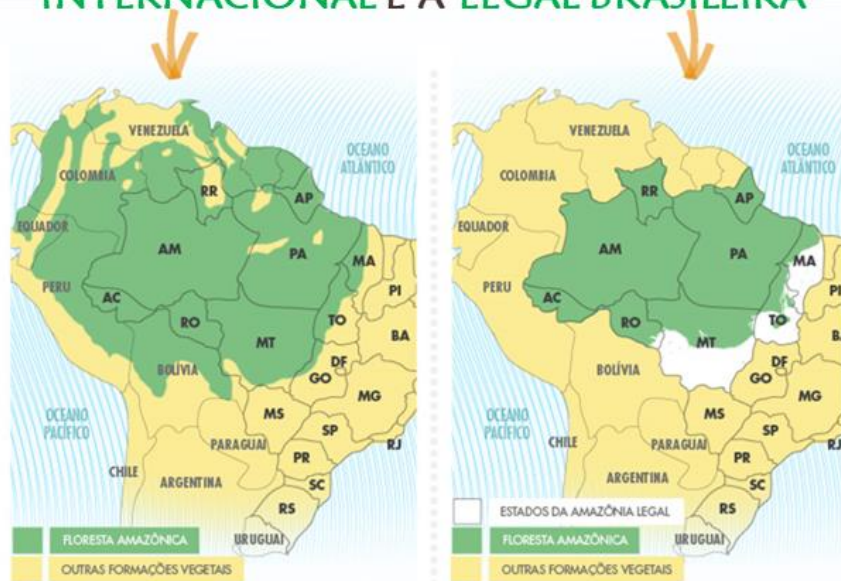 INTERNACIONAL E A LEGAL BRASILEIRA
VENEZUELA
OCEANO
ATLÂNTICO
COLOMBIA
RR
AP
EQUADOR
AM
PA
MA
PERU
AC
PI
RO
TO
MT
BA
BOLÍVIA
DF
GO
MG
OCEANO
PACÍFICO
MS
SP
PARAGUAI
RJ
CHILE
PR
ARGENTINA
SC
RS
URUGUAI
FLORESTA AMAZÔNICA
OUTRAS FORMAÇÕES VEGETAIS
VENEZUELA
OCEANO
ATLÂNTICO
COLOMBIA
RR
AP
EQUADOR
AM
PA
MA
PERU
AC
PI
RO
TO
MT
B
BOLÍVIA
DF
GO
MG
OCEANO
PACÍFICO
MS
SP
CHILE
PARAGUAI
RJ
PR
ARGENTINA
SC
RS
ESTADOS DA AMAZÔNIA LEGAL
URUGUAI
FLORESTA AMAZÔNICA
OUTRAS FORMAÇÕES VEGETAIS